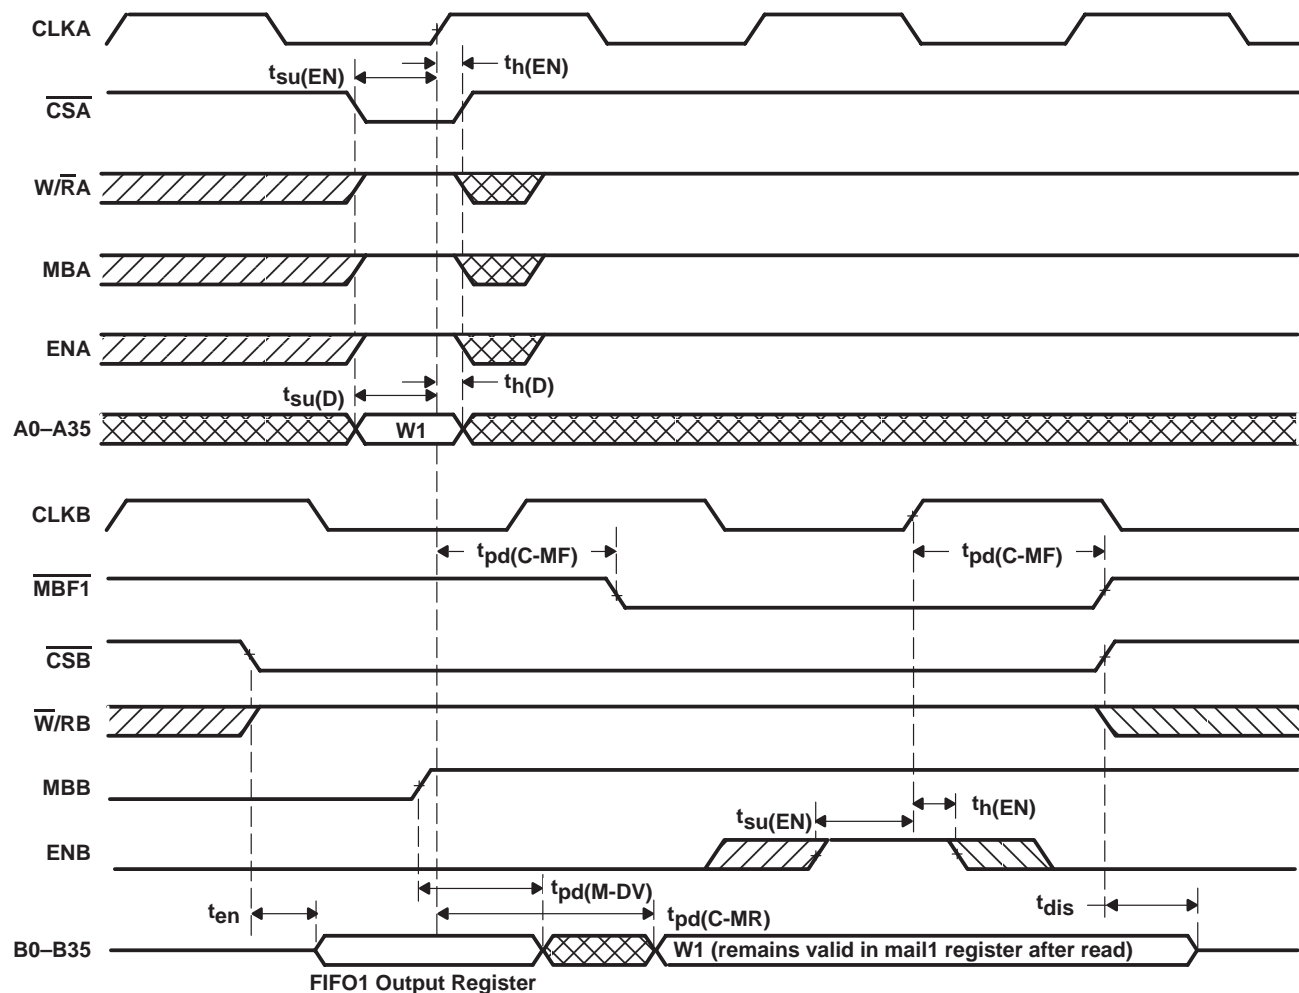 CLKA
tsu(EN)
th(EN)
CSA
W/RA
MBA
ENA
tsu(D)
th(D)
A0–A35
W1
CLKB
tpd(C-MF)
tpd(C-MF)
MBF1
CSB
W/RB
MBB
tsu(EN)
th(EN)
ENB
ten
tpd(M-DV)
tpd(C-MR)
tdis
B0–B35
W1 (remains valid in mail1 register after read)
FIFO1 Output Register